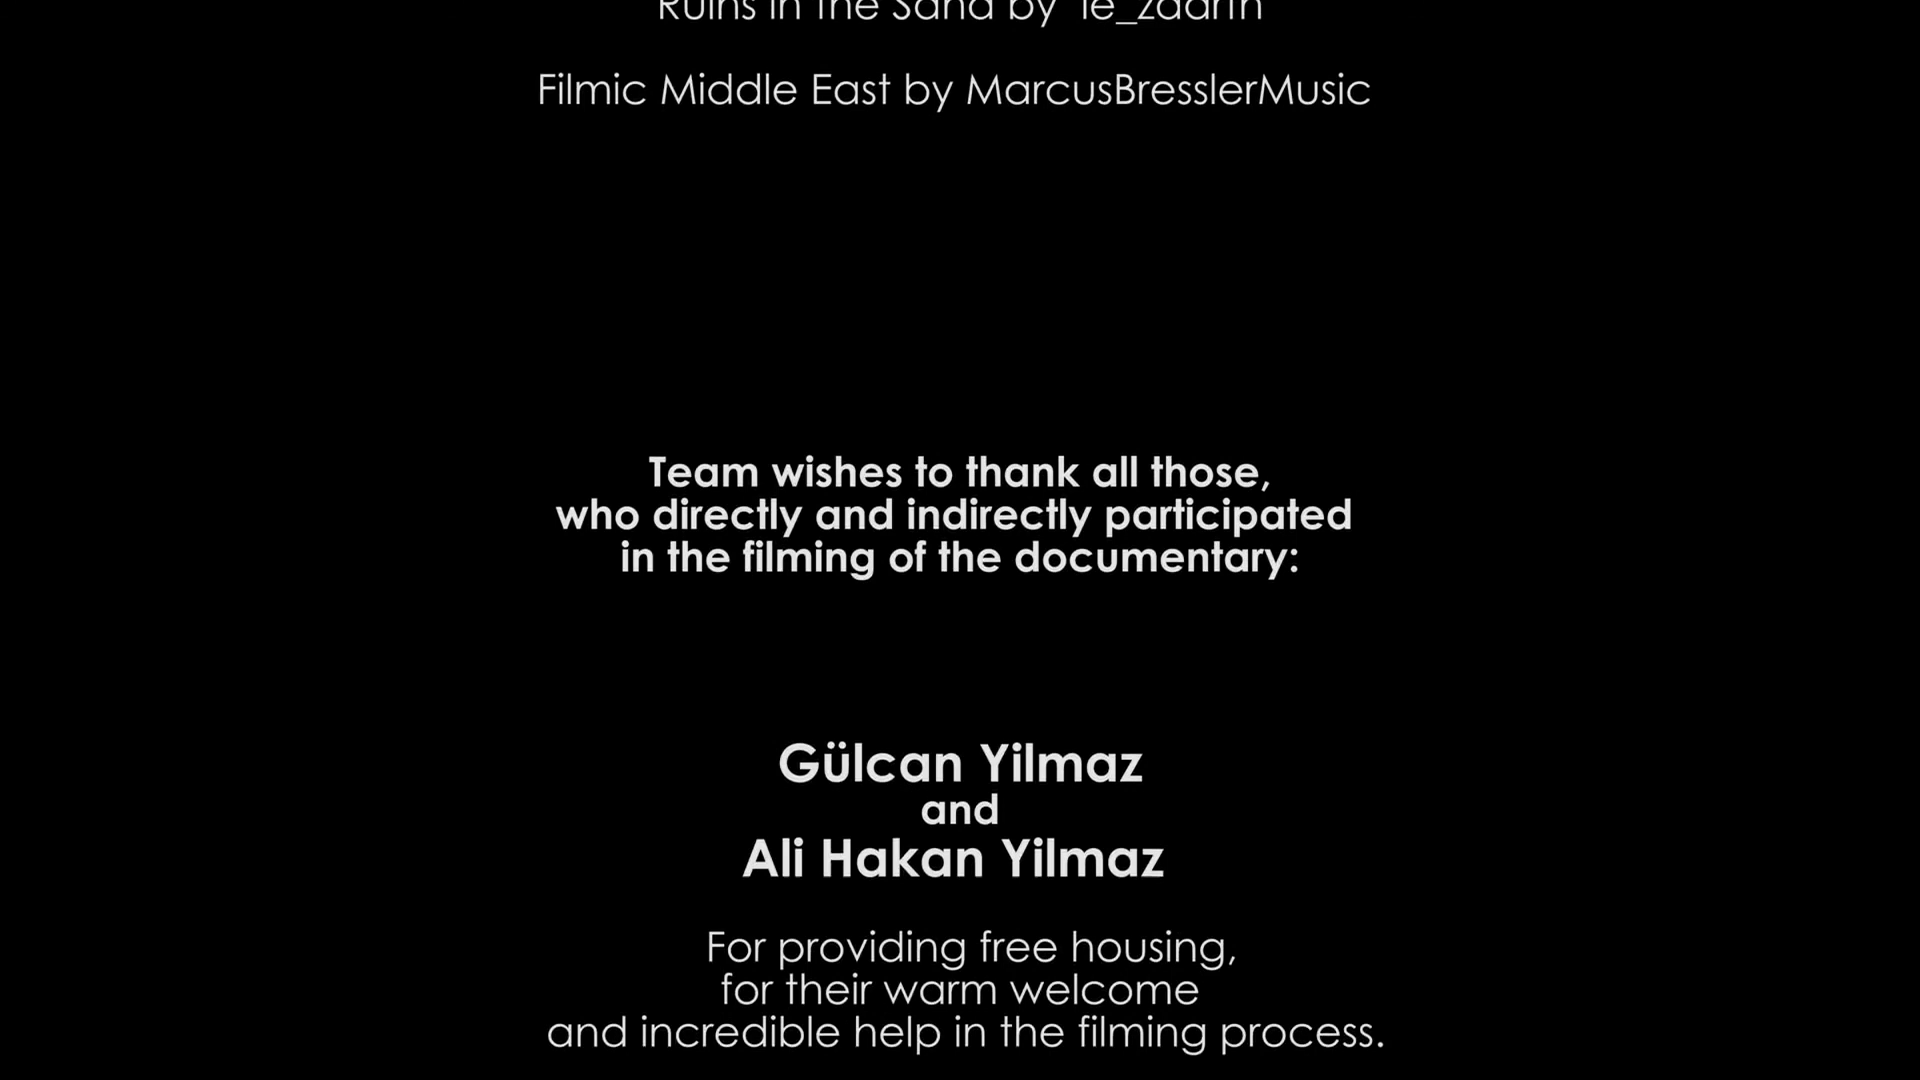 Ruins in the Sand by le_zaarth
Filmic Middle East by MarcusBresslerMusic
Team wishes to thank all those,
who directly and indirectly participated
in the filming of the documentary:
Gülcan Yilmaz
and
Ali Hakan Yilmaz
For providing free housing,
for their warm welcome
and incredible help in the filming process.